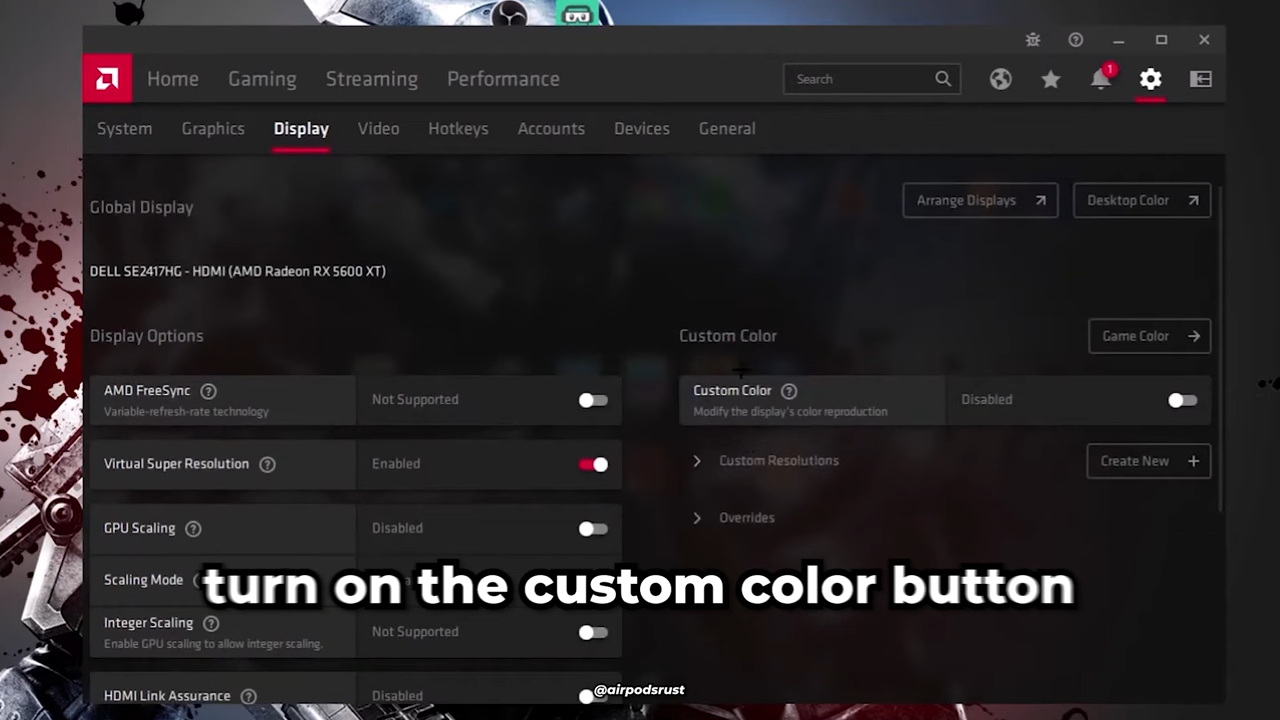 1
Home Gaming Streaming Performance Search
System Graphics Display Video Hotkeys Accounts Devices General
Global Display
Arrange Displays
Desktop Color
DELL SE2417HG - HDMI (AMD Radeon RX 5600 XT)
Display Options
AMD FreeSync
Variable-refresh-rate technology
Not Supported
Virtual Super Resolution
Enabled
GPU Scaling
Disabled
Scaling Mode
Integer Scaling
Enable GPU scaling to allow integer scaling.
Not Supported
HDMI Link Assurance
Disabled
Custom Color
Game Color
Custom Color
Modify the display's color reproduction
Disabled
Custom Resolutions
Create New
Overrides
turn on the custom color button
@airpodsrust